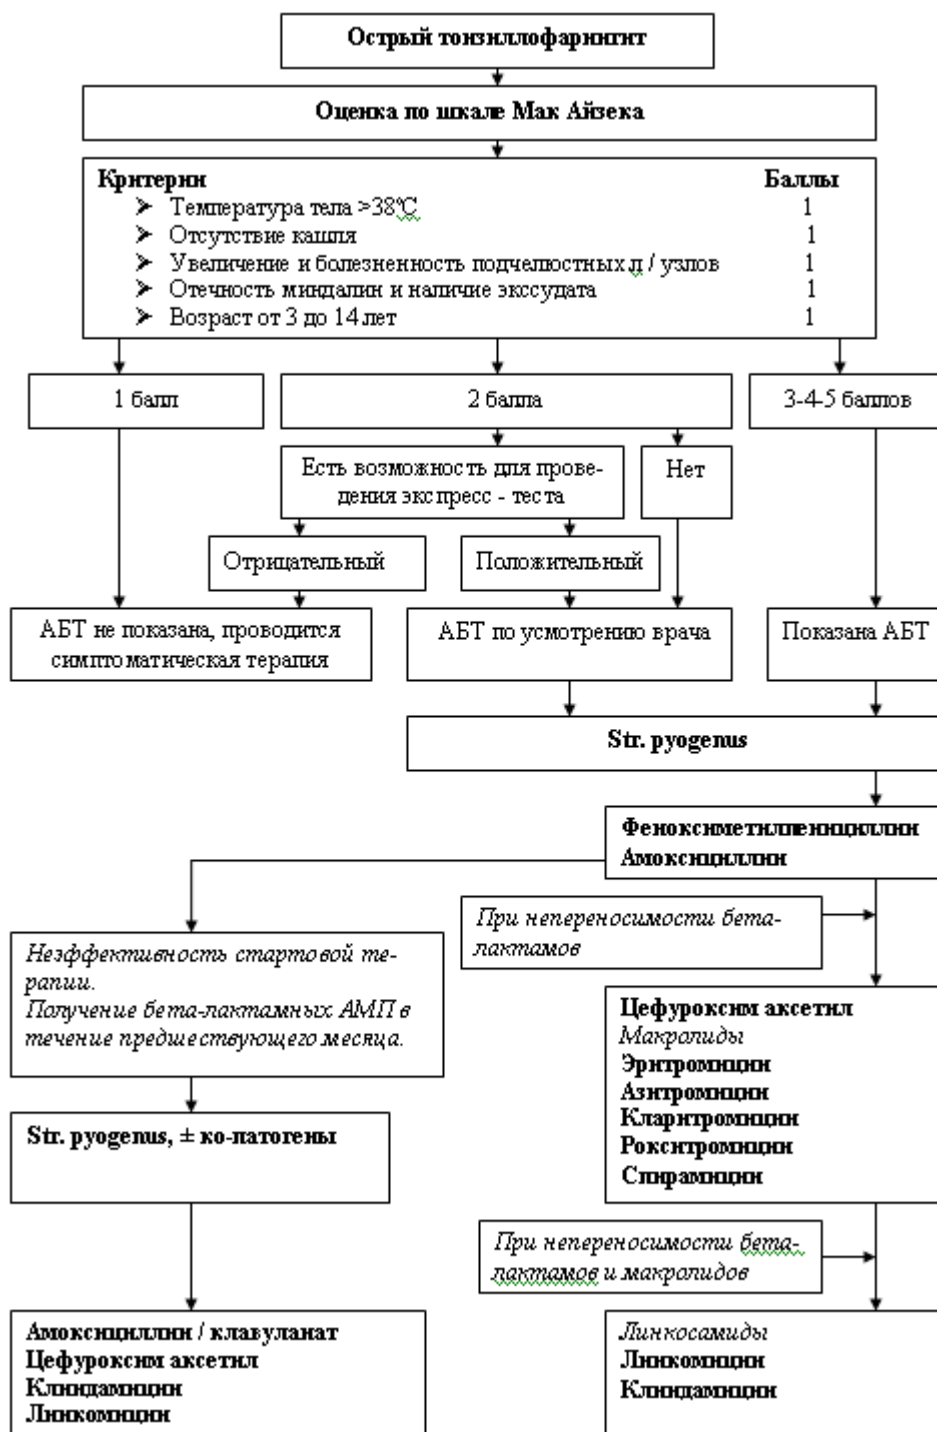 Острый тонзиллофарингит
Оценка по шкале Мак Айзека
Критерии Баллы
➢ Температура тела >38°C 1
➢ Отсутствие кашля 1
➢ Увеличение и болезненность подчелюстных л / узлов 1
➢ Отечность миндалин и наличие экссудата 1
➢ Возраст от 3 до 14 лет 1
1 балл
2 балла
3-4-5 баллов
Есть возможность для прове-
дения экспресс - теста
Нет
Отрицательный
Положительный
АБТ не показана, проводится
симптоматическая терапия
АБТ по усмотрению врача
Показана АБТ
Str. pyogenus
Феноксиметилпенициллин
Амоксициллин
При непереносимости бета-
лактамов
Неэффективность стартовой те-
рапии.
Получение бета-лактамных АМП в
течение предшествующего месяца.
Цефуроксим аксетил
Макролиды
Эритромицин
Азитромицин
Кларитромицин
Рокситромицин
Спирамицин
Str. pyogenus, ± ко-патогены
При непереносимости бета-
лактамов и макролидов
Амоксициллин / клавуланат
Цефуроксим аксетил
Клиндамицин
Линкомицин
Линкосамиды
Линкомицин
Клиндамицин